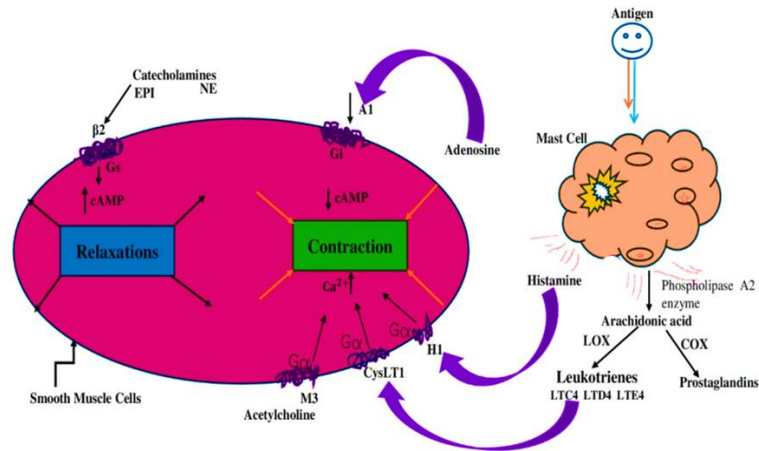 Antigen
Catecholamines
EPI NE
β2
Gs
↑cAMP
A1
Gi
↓cAMP
Adenosine
Mast Cell
Relaxations
Contraction
Ca²⁺↑
Histamine
Phospholipase A2
enzyme
Arachidonic acid
LOX COX
Gα
H1
Gα
CysLT1
Gα
M3
Acetylcholine
Leukotrienes
LTC4 LTD4 LTE4
Prostaglandins
Smooth Muscle Cells